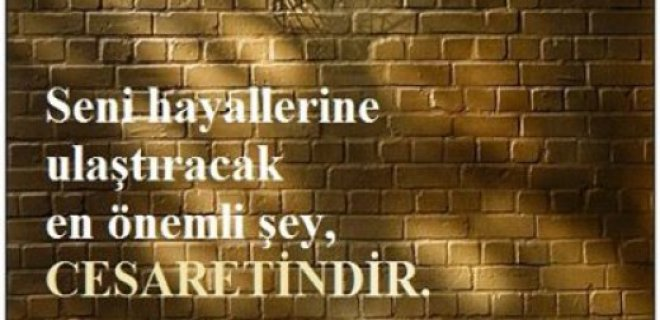 Seni hayallerine
ulaştıracak
en önemli şey,
CESARETİNDİR.